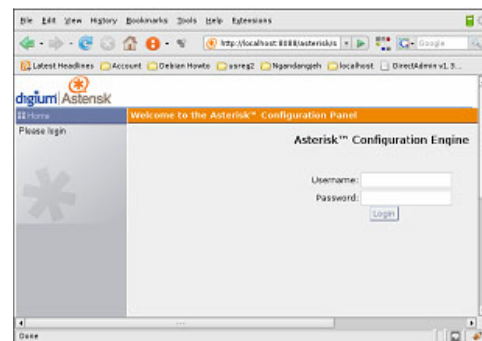 File Edit View History Bookmarks Tools Help Extensions
http://localhost:8088/asterisk/s
Google
Latest Headlines Account Debian Howto usreg2 Ngandangjeh localhost DirectAdmin v1.3...
digium Asterisk
Home
Welcome to the Asterisk™ Configuration Panel
Please login
Asterisk™ Configuration Engine
Username:
Password:
Login
Done